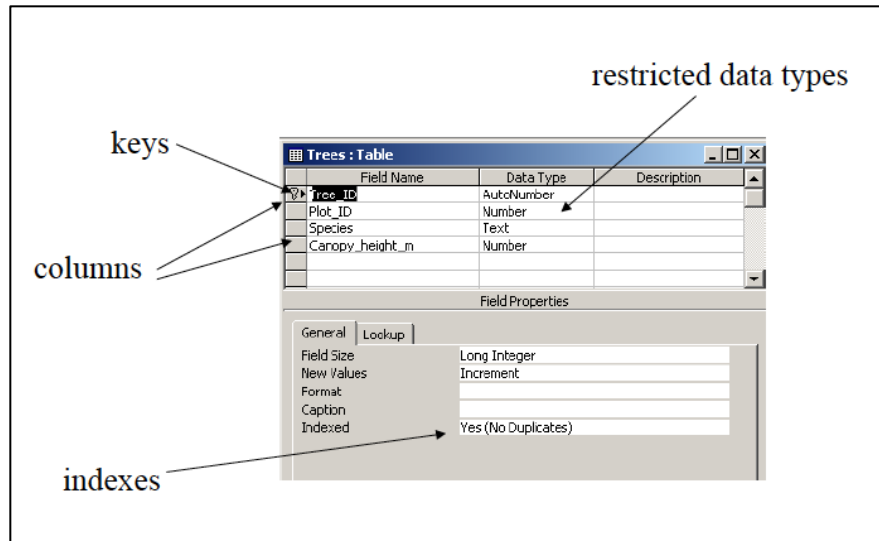 restricted data types
keys
Trees : Table
Field Name Data Type Description
Tree_ID AutoNumber
Plot_ID Number
Species Text
Canopy_height_m Number
columns
Field Properties
General Lookup
Field Size Long Integer
New Values Increment
Format
Caption
Indexed Yes (No Duplicates)
indexes